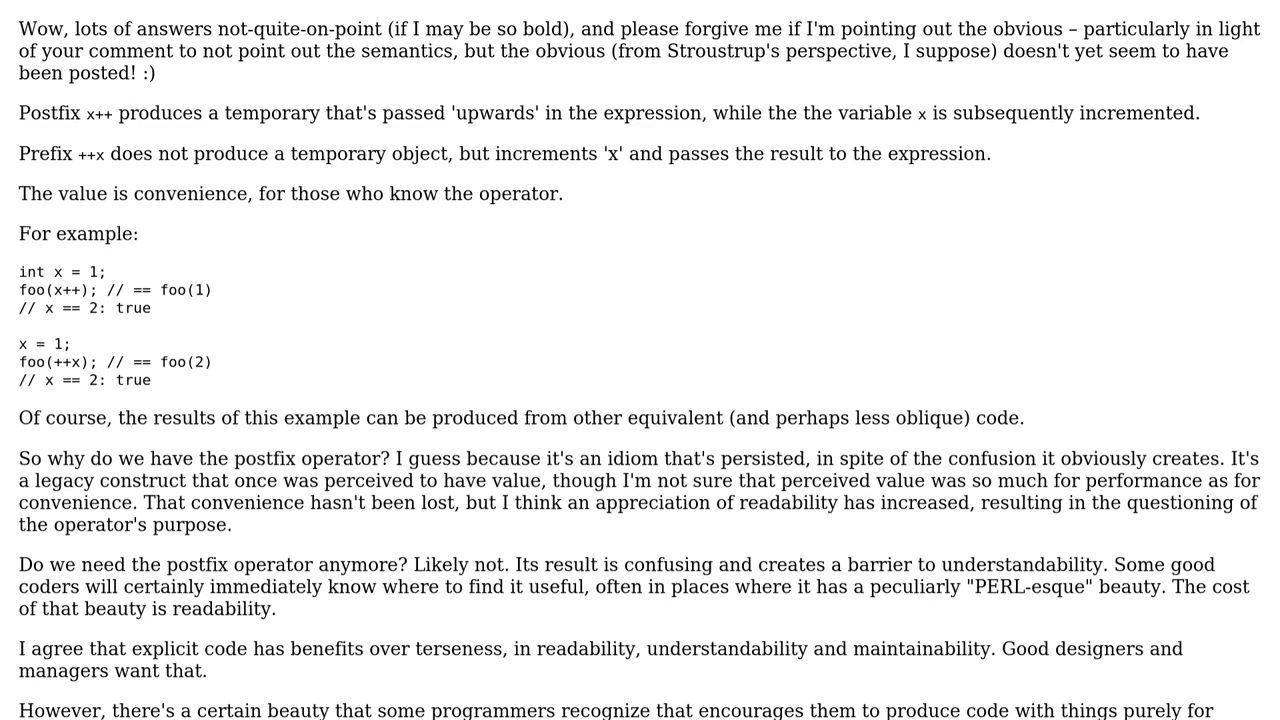 Wow, lots of answers not-quite-on-point (if I may be so bold), and please forgive me if I'm pointing out the obvious – particularly in light
of your comment to not point out the semantics, but the obvious (from Stroustrup's perspective, I suppose) doesn't yet seem to have
been posted! :)
Postfix x++ produces a temporary that's passed 'upwards' in the expression, while the the variable x is subsequently incremented.
Prefix ++x does not produce a temporary object, but increments 'x' and passes the result to the expression.
The value is convenience, for those who know the operator.
For example:
int x = 1;
foo(x++); // == foo(1)
// x == 2: true
x = 1;
foo(++x); // == foo(2)
// x == 2: true
Of course, the results of this example can be produced from other equivalent (and perhaps less oblique) code.
So why do we have the postfix operator? I guess because it's an idiom that's persisted, in spite of the confusion it obviously creates. It's
a legacy construct that once was perceived to have value, though I'm not sure that perceived value was so much for performance as for
convenience. That convenience hasn't been lost, but I think an appreciation of readability has increased, resulting in the questioning of
the operator's purpose.
Do we need the postfix operator anymore? Likely not. Its result is confusing and creates a barrier to understandability. Some good
coders will certainly immediately know where to find it useful, often in places where it has a peculiarly "PERL-esque" beauty. The cost
of that beauty is readability.
I agree that explicit code has benefits over terseness, in readability, understandability and maintainability. Good designers and
managers want that.
However, there's a certain beauty that some programmers recognize that encourages them to produce code with things purely for